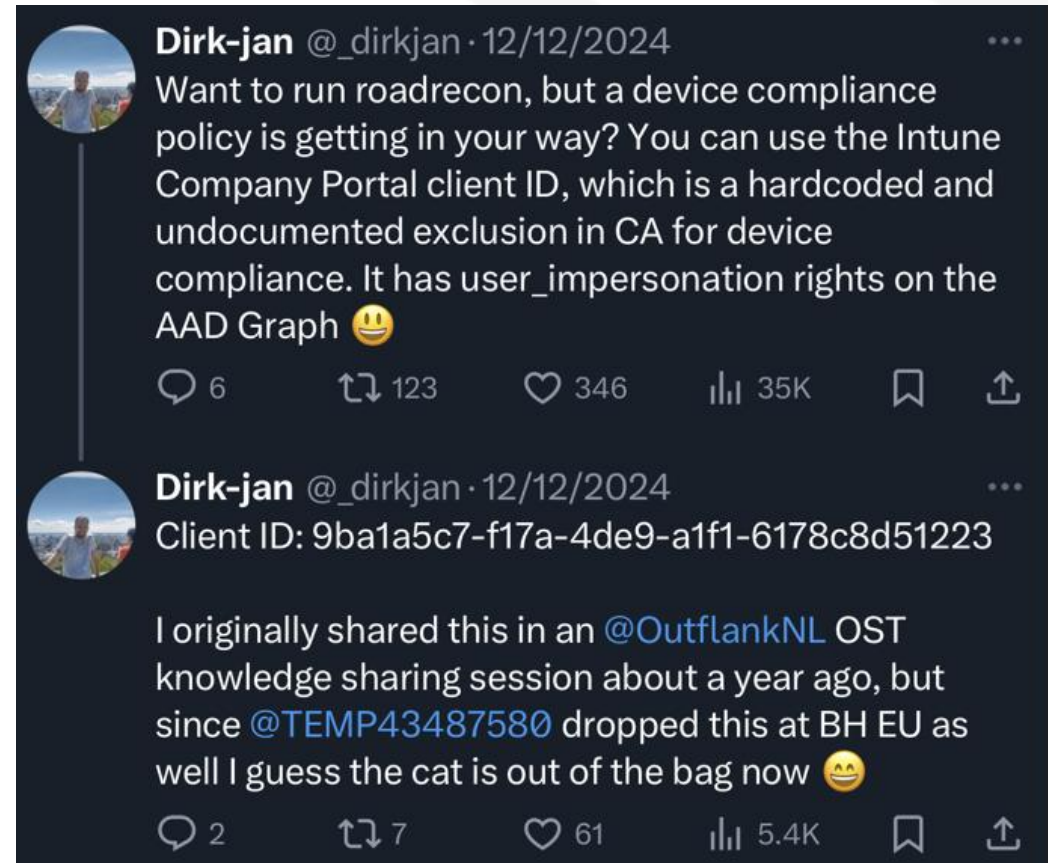 Dirk-jan @_dirkjan · 12/12/2024
Want to run roadrecon, but a device compliance
policy is getting in your way? You can use the Intune
Company Portal client ID, which is a hardcoded and
undocumented exclusion in CA for device
compliance. It has user_impersonation rights on the
AAD Graph 😃
6 123 346 35K
Dirk-jan @_dirkjan · 12/12/2024
Client ID: 9ba1a5c7-f17a-4de9-a1f1-6178c8d51223
I originally shared this in an @OutflankNL OST
knowledge sharing session about a year ago, but
since @TEMP43487580 dropped this at BH EU as
well I guess the cat is out of the bag now 😄
2 7 61 5.4K